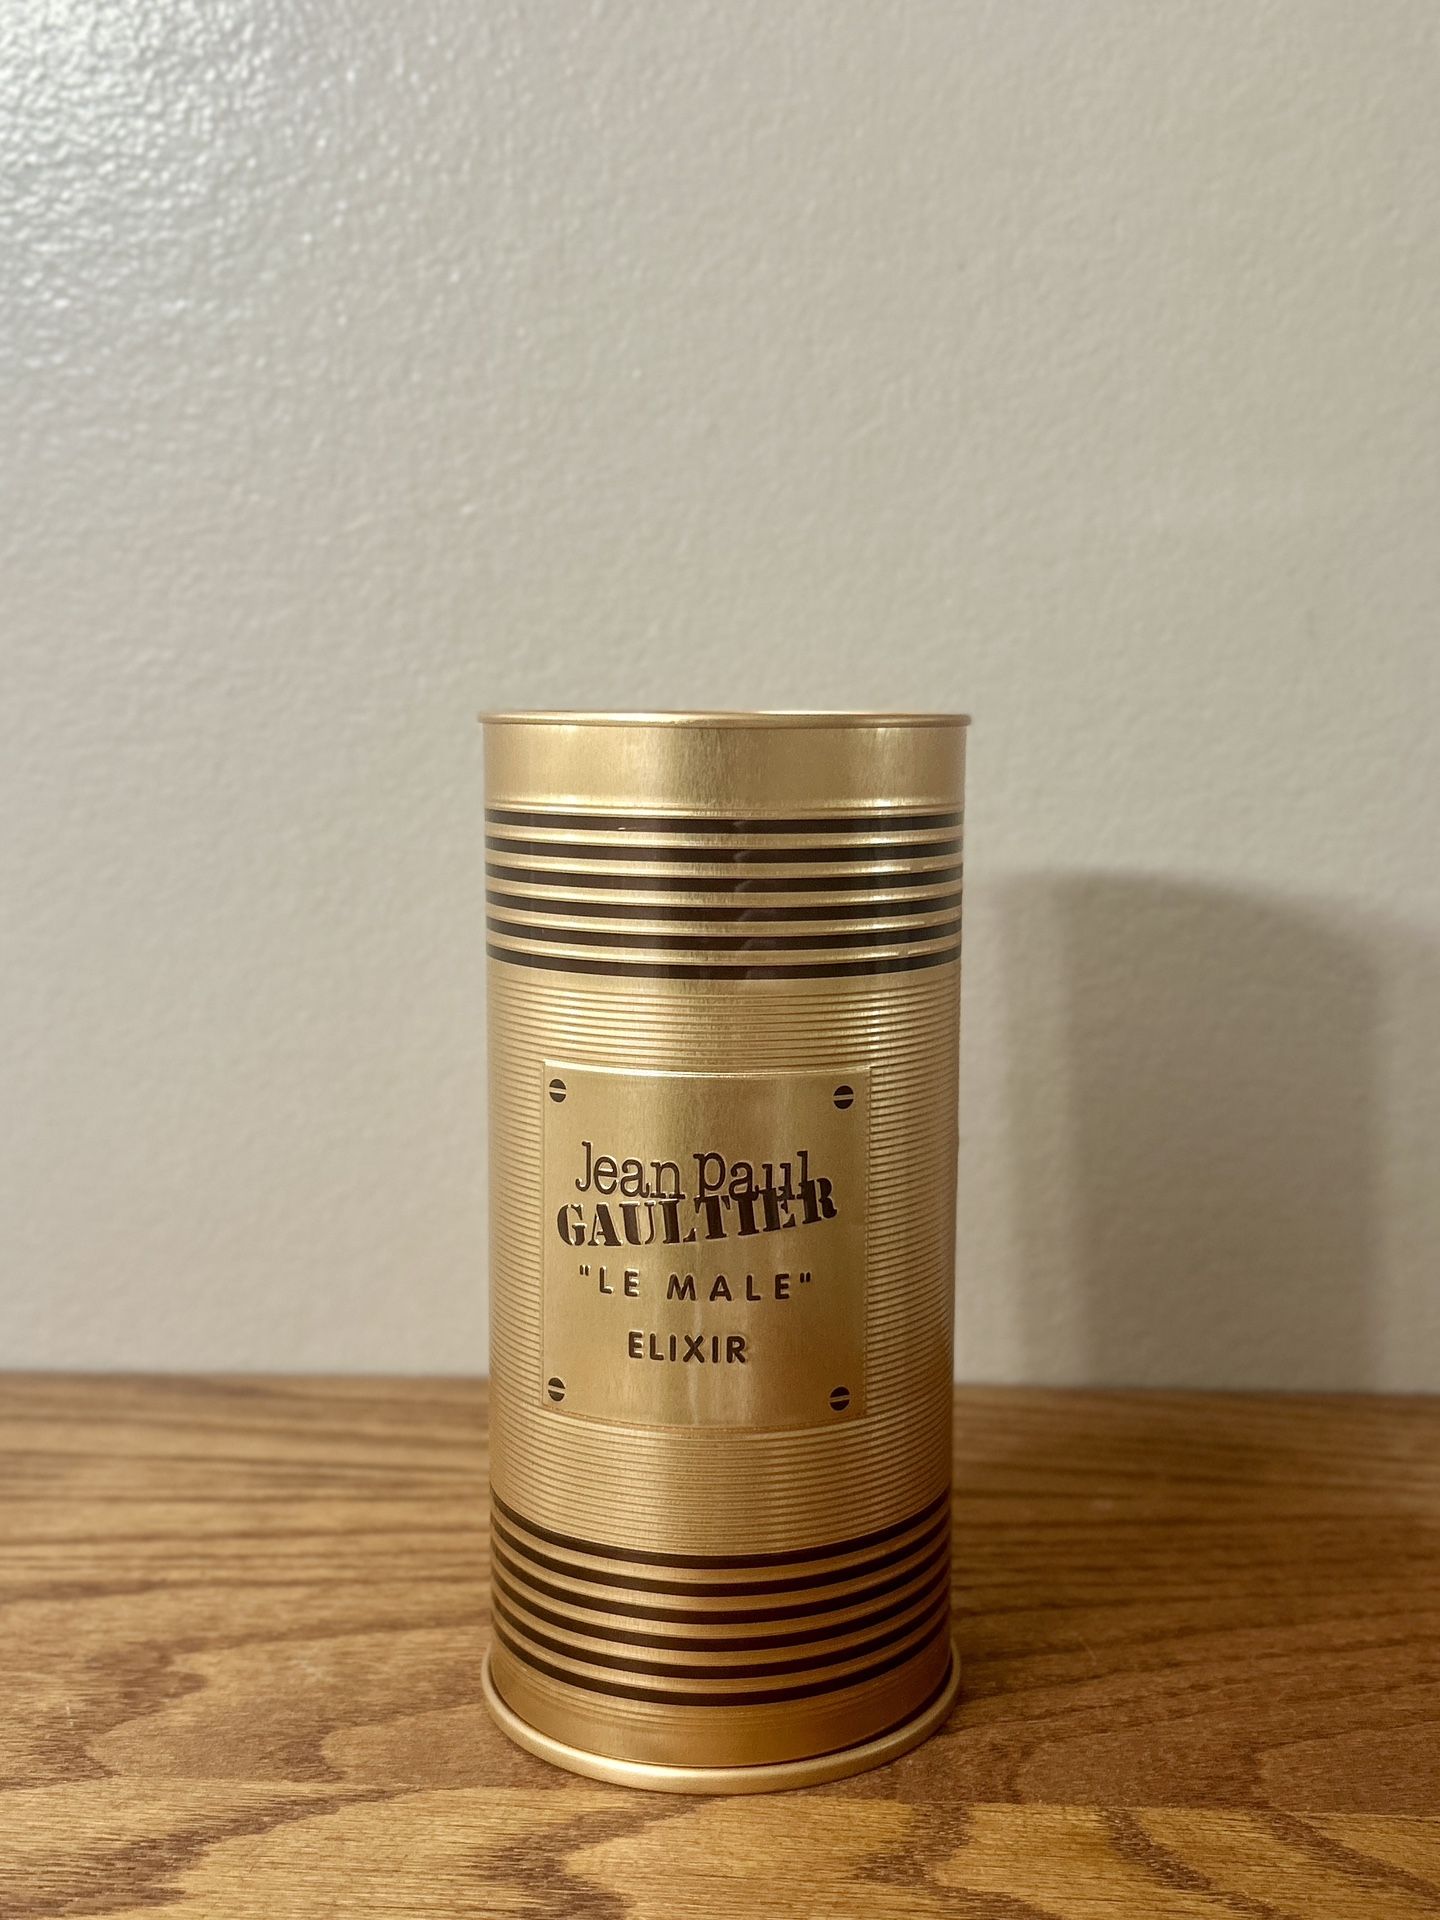 Jean Paul
GAULTIER
"LE MALE"
ELIXIR